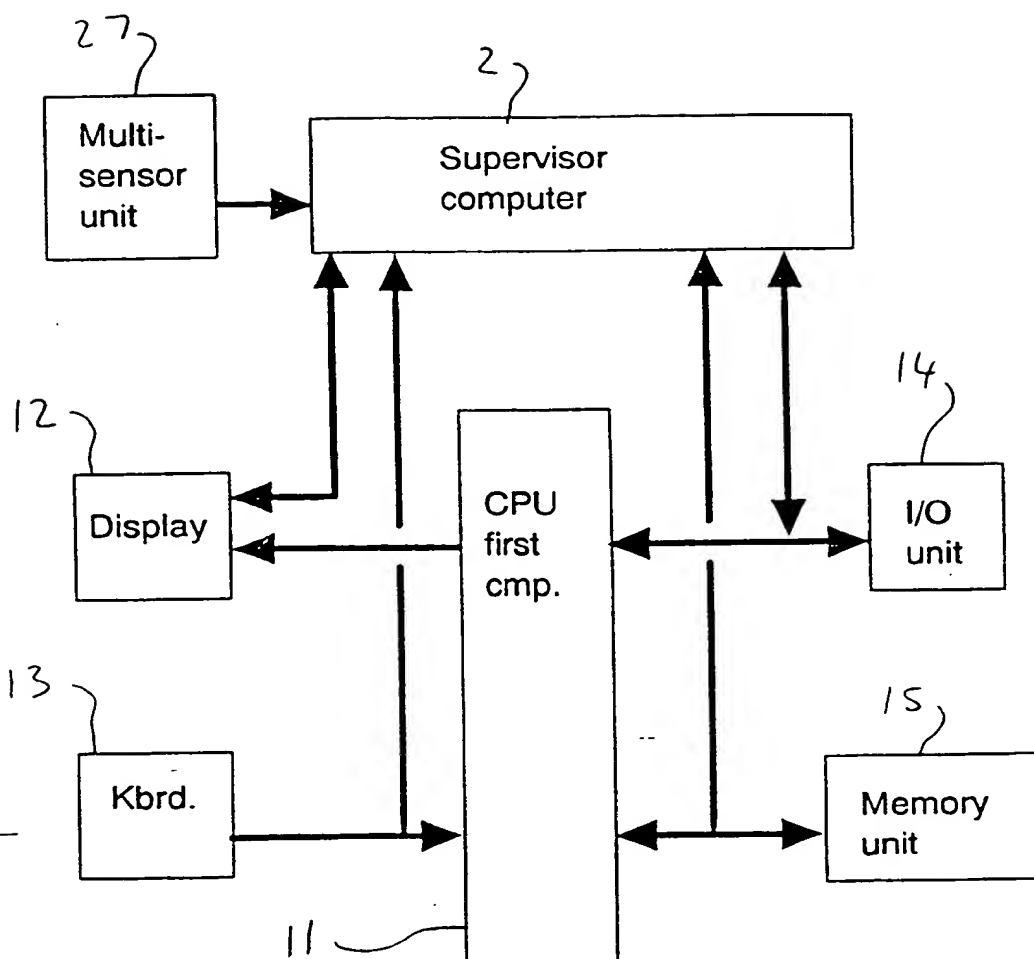 27
Multi-
sensor
unit
2
Supervisor
computer
12
Display
CPU
first
cmp.
14
I/O
unit
13
Kbrd.
15
Memory
unit
11